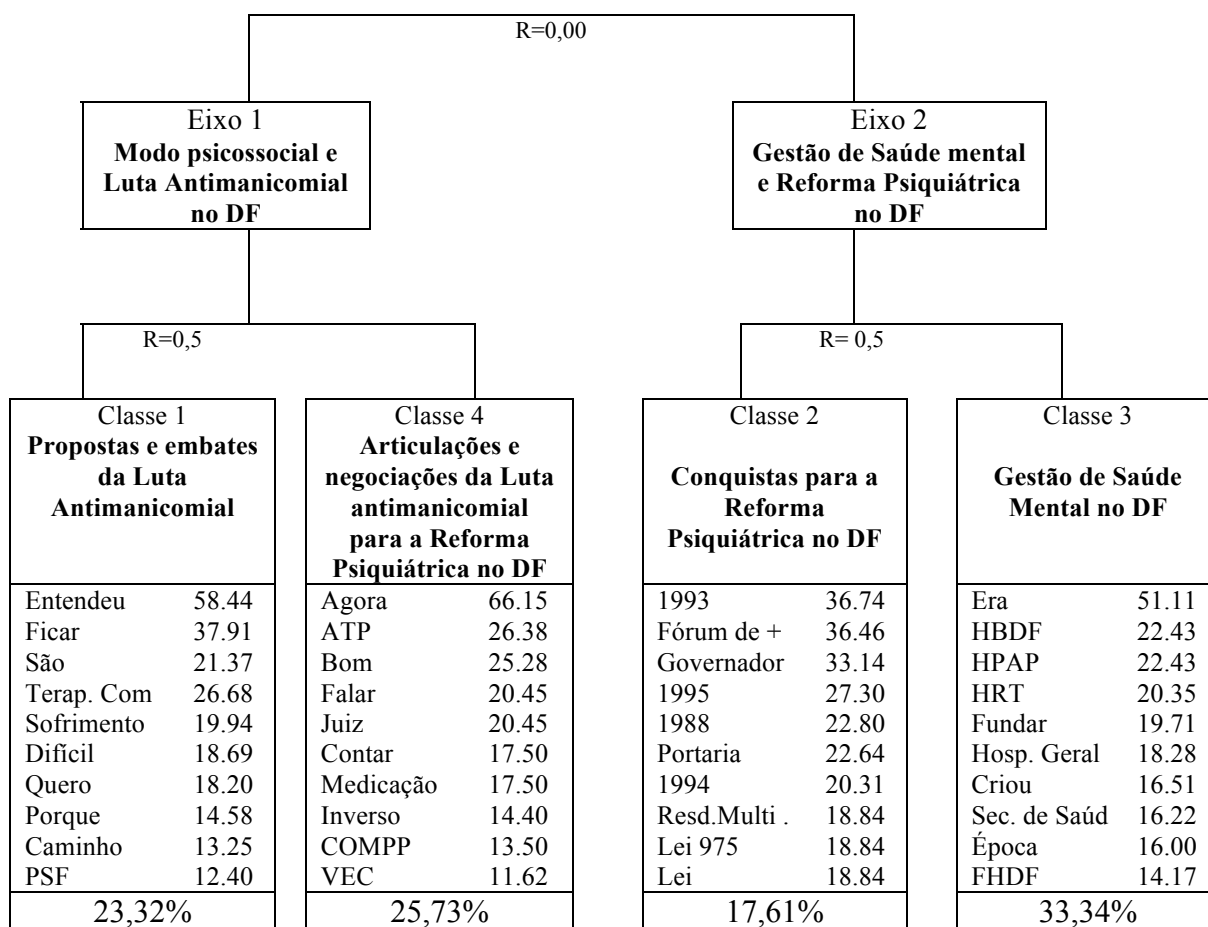 R=0,00
Eixo 1
Modo psicossocial e
Luta Antimanicomial
no DF
Eixo 2
Gestão de Saúde mental
e Reforma Psiquiátrica
no DF
R=0,5
R= 0,5
Classe 1
Propostas e embates
da Luta
Antimanicomial
Entendeu 58.44
Ficar 37.91
São 21.37
Terap. Com 26.68
Sofrimento 19.94
Difícil 18.69
Quero 18.20
Porque 14.58
Caminho 13.25
PSF 12.40
23,32%
Classe 4
Articulações e
negociações da Luta
antimanicomial
para a Reforma
Psiquiátrica no DF
Agora 66.15
ATP 26.38
Bom 25.28
Falar 20.45
Juiz 20.45
Contar 17.50
Medicação 17.50
Inverso 14.40
COMPP 13.50
VEC 11.62
25,73%
Classe 2
Conquistas para a
Reforma
Psiquiátrica no DF
1993 36.74
Fórum de + 36.46
Governador 33.14
1995 27.30
1988 22.80
Portaria 22.64
1994 20.31
Resd.Multi . 18.84
Lei 975 18.84
Lei 18.84
17,61%
Classe 3
Gestão de Saúde
Mental no DF
Era 51.11
HBDF 22.43
HPAP 22.43
HRT 20.35
Fundar 19.71
Hosp. Geral 18.28
Criou 16.51
Sec. de Saúd 16.22
Época 16.00
FHDF 14.17
33,34%